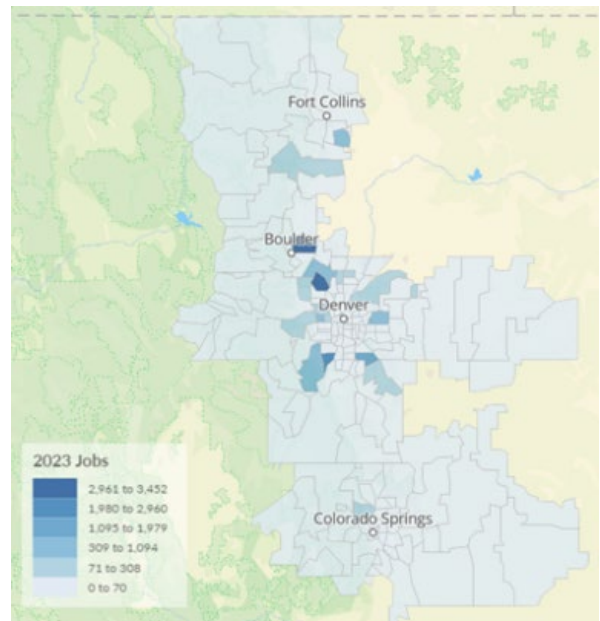 Fort Collins
Boulder
Denver
2023 Jobs
2,961 to 3,452
1,980 to 2,960
1,095 to 1,979
309 to 1,094
71 to 308
0 to 70
Colorado Springs